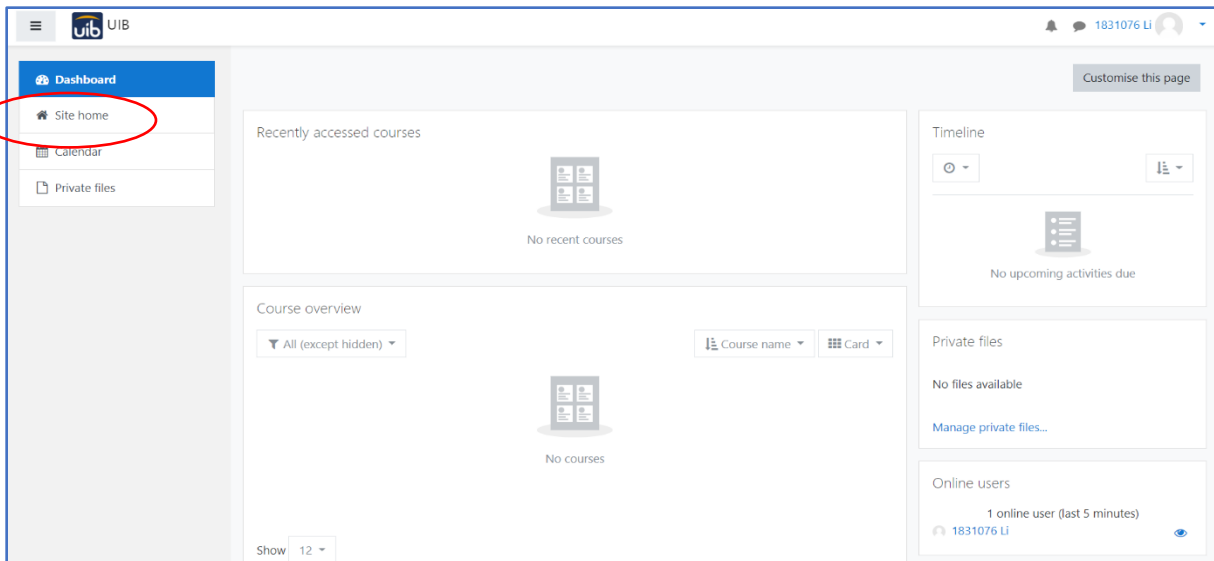 uib UIB
1831076 Li
Dashboard
Site home
Calendar
Private files
Customise this page
Recently accessed courses
No recent courses
Course overview
All (except hidden)
Course name
Card
No courses
Show 12
Timeline
No upcoming activities due
Private files
No files available
Manage private files...
Online users
1 online user (last 5 minutes)
1831076 Li